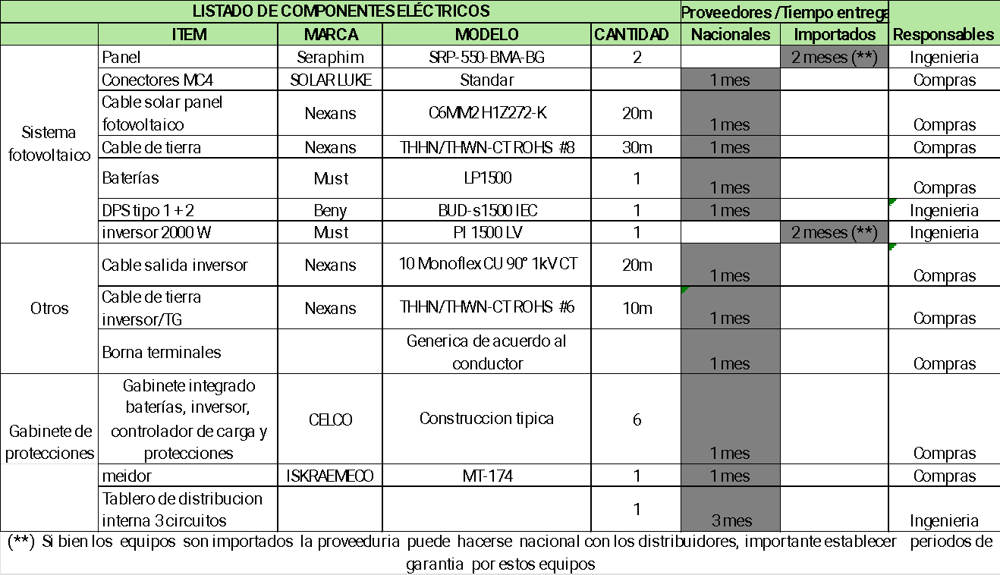 LISTADO DE COMPONENTES ELÉCTRICOS Proveedores /Tiempo entrega
ITEM MARCA MODELO CANTIDAD Nacionales Importados Responsables
Sistema fotovoltaico
Panel Seraphim SRP-550-BMA-BG 2 2 meses (**) Ingenieria
Conectores MC4 SOLAR LUKE Standar 1 mes Compras
Cable solar panel fotovoltaico Nexans C6MM2 H1Z272-K 20m 1 mes Compras
Cable de tierra Nexans THHN/THWN-CT ROHS #8 30m 1 mes Compras
Baterías Must LP1500 1 1 mes Compras
DPS tipo 1 + 2 Beny BUD-s1500 IEC 1 1 mes Ingenieria
inversor 2000 W Must PI 1500 LV 1 2 meses (**) Ingenieria
Otros
Cable salida inversor Nexans 10 Monoflex CU 90° 1kV CT 20m 1 mes Compras
Cable de tierra inversor/TG Nexans THHN/THWN-CT ROHS #6 10m 1 mes Compras
Borna terminales Generica de acuerdo al conductor 1 mes Compras
Gabinete de protecciones
Gabinete integrado baterías, inversor, controlador de carga y protecciones CELCO Construccion tipica 6 1 mes Compras
meidor ISKRAEMECO MT-174 1 1 mes Compras
Tablero de distribucion interna 3 circuitos 1 3 mes Ingenieria
(**) Si bien los equipos son importados la proveeduria puede hacerse nacional con los distribuidores, importante establecer periodos de
garantia por estos equipos